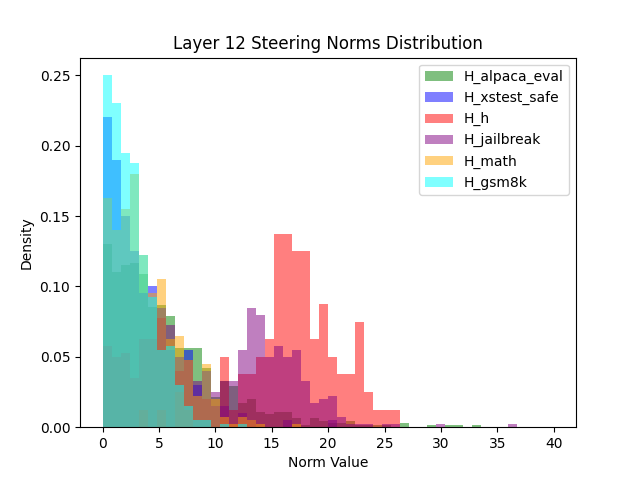 Layer 12 Steering Norms Distribution
H_alpaca_eval
H_xstest_safe
H_h
H_jailbreak
H_math
H_gsm8k
0.25
0.20
0.15
0.10
0.05
0.00
Density
0 5 10 15 20 25 30 35 40
Norm Value